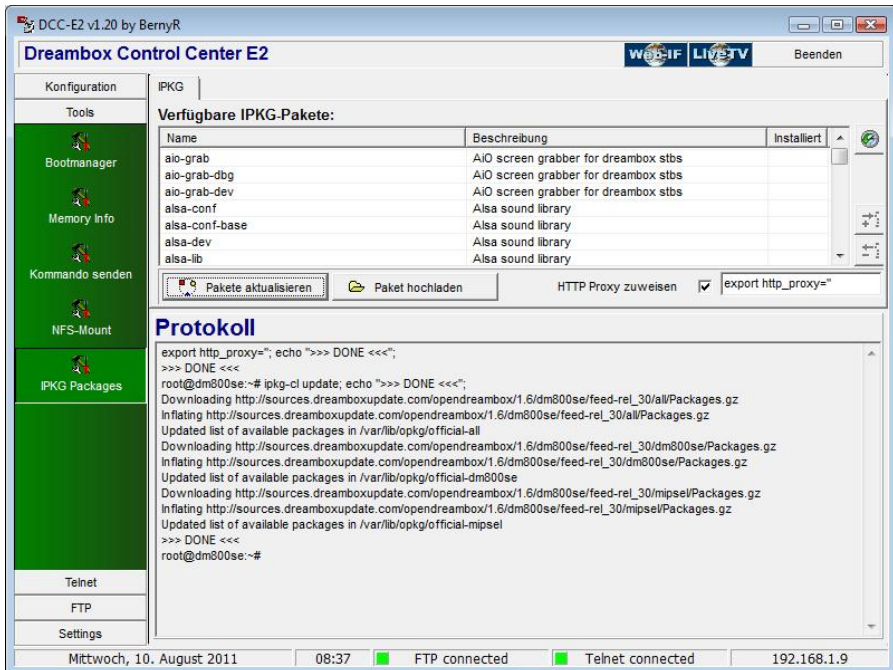 DCC-E2 v1.20 by BernyR
Dreambox Control Center E2
Web-IF
LiveTV
Beenden
Konfiguration
Tools
Bootmanager
Memory Info
Kommando senden
NFS-Mount
IPKG Packages
Telnet
FTP
Settings
IPKG
Verfügbare IPKG-Pakete:
Name Beschreibung Installiert
aio-grab AiO screen grabber for dreambox stbs
aio-grab-dbg AiO screen grabber for dreambox stbs
aio-grab-dev AiO screen grabber for dreambox stbs
alsa-conf Alsa sound library
alsa-conf-base Alsa sound library
alsa-dev Alsa sound library
alsa-lib Alsa sound library
Pakete aktualisieren Paket hochladen HTTP Proxy zuweisen export http_proxy=''
Protokoll
export http_proxy=''; echo ">>> DONE <<<";
>>> DONE <<<
root@dm800se:~# ipkg-cl update; echo ">>> DONE <<<";
Downloading http://sources.dreamboxupdate.com/opendreambox/1.6/dm800se/feed-rel_30/all/Packages.gz
Inflating http://sources.dreamboxupdate.com/opendreambox/1.6/dm800se/feed-rel_30/all/Packages.gz
Updated list of available packages in /var/lib/opkg/official-all
Downloading http://sources.dreamboxupdate.com/opendreambox/1.6/dm800se/feed-rel_30/dm800se/Packages.gz
Inflating http://sources.dreamboxupdate.com/opendreambox/1.6/dm800se/feed-rel_30/dm800se/Packages.gz
Updated list of available packages in /var/lib/opkg/official-dm800se
Downloading http://sources.dreamboxupdate.com/opendreambox/1.6/dm800se/feed-rel_30/mipsel/Packages.gz
Inflating http://sources.dreamboxupdate.com/opendreambox/1.6/dm800se/feed-rel_30/mipsel/Packages.gz
Updated list of available packages in /var/lib/opkg/official-mipsel
>>> DONE <<<
root@dm800se:~#
Mittwoch, 10. August 2011 08:37 FTP connected Telnet connected 192.168.1.9